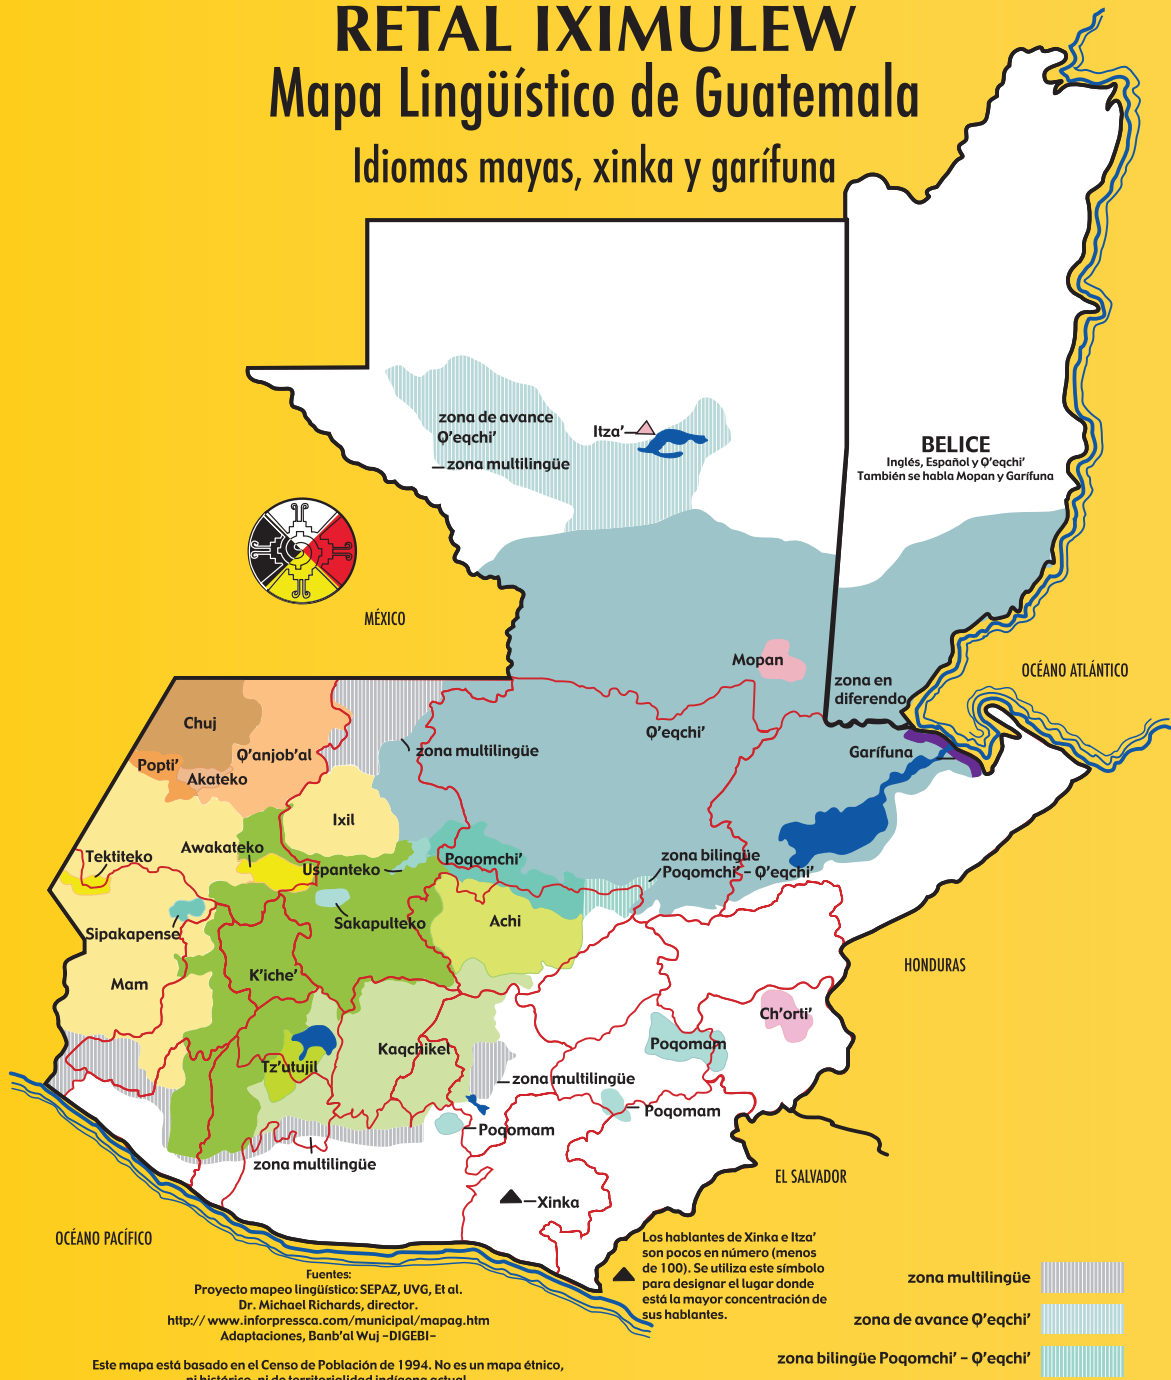 RETAL IXIMULEW
Mapa Lingüístico de Guatemala
Idiomas mayas, xinka y garífuna
zona de avance
Q'eqchi'
zona multilingüe
Itza'
BELICE
Inglés, Español y Q'eqchi'
También se habla Mopan y Garífuna
MÉXICO
Mopan
zona en
diferendo
OCÉANO ATLÁNTICO
Chuj
Q'anjob'al
Popti'
Akateko
zona multilingüe
Q'eqchi'
Garífuna
Ixil
Tektiteko
Awakateko
Uspanteko
Poqomchi'
zona bilingüe
Poqomchi' - Q'eqchi'
Sipakapense
Sakapulteko
Achi
Mam
K'iche'
HONDURAS
Ch'orti'
Poqomam
Kaqchikel
Tz'utujil
zona multilingüe
Poqomam
Poqomam
zona multilingüe
Xinka
EL SALVADOR
OCÉANO PACÍFICO
Los hablantes de Xinka e Itza'
son pocos en número (menos
de 100). Se utiliza este símbolo
para designar el lugar donde
está la mayor concentración de
sus hablantes.
Fuentes:
Proyecto mapeo lingüístico: SEPAZ, UVG, Et al.
Dr. Michael Richards, director.
http:// www.inforpressca.com/municipal/mapag.htm
Adaptaciones, Banb'al Wuj -DIGEBI-
zona multilingüe
zona de avance Q'eqchi'
zona bilingüe Poqomchi' - Q'eqchi'
Este mapa está basado en el Censo de Población de 1994. No es un mapa étnico,
ni histórico, ni de territorialidad indígena actual